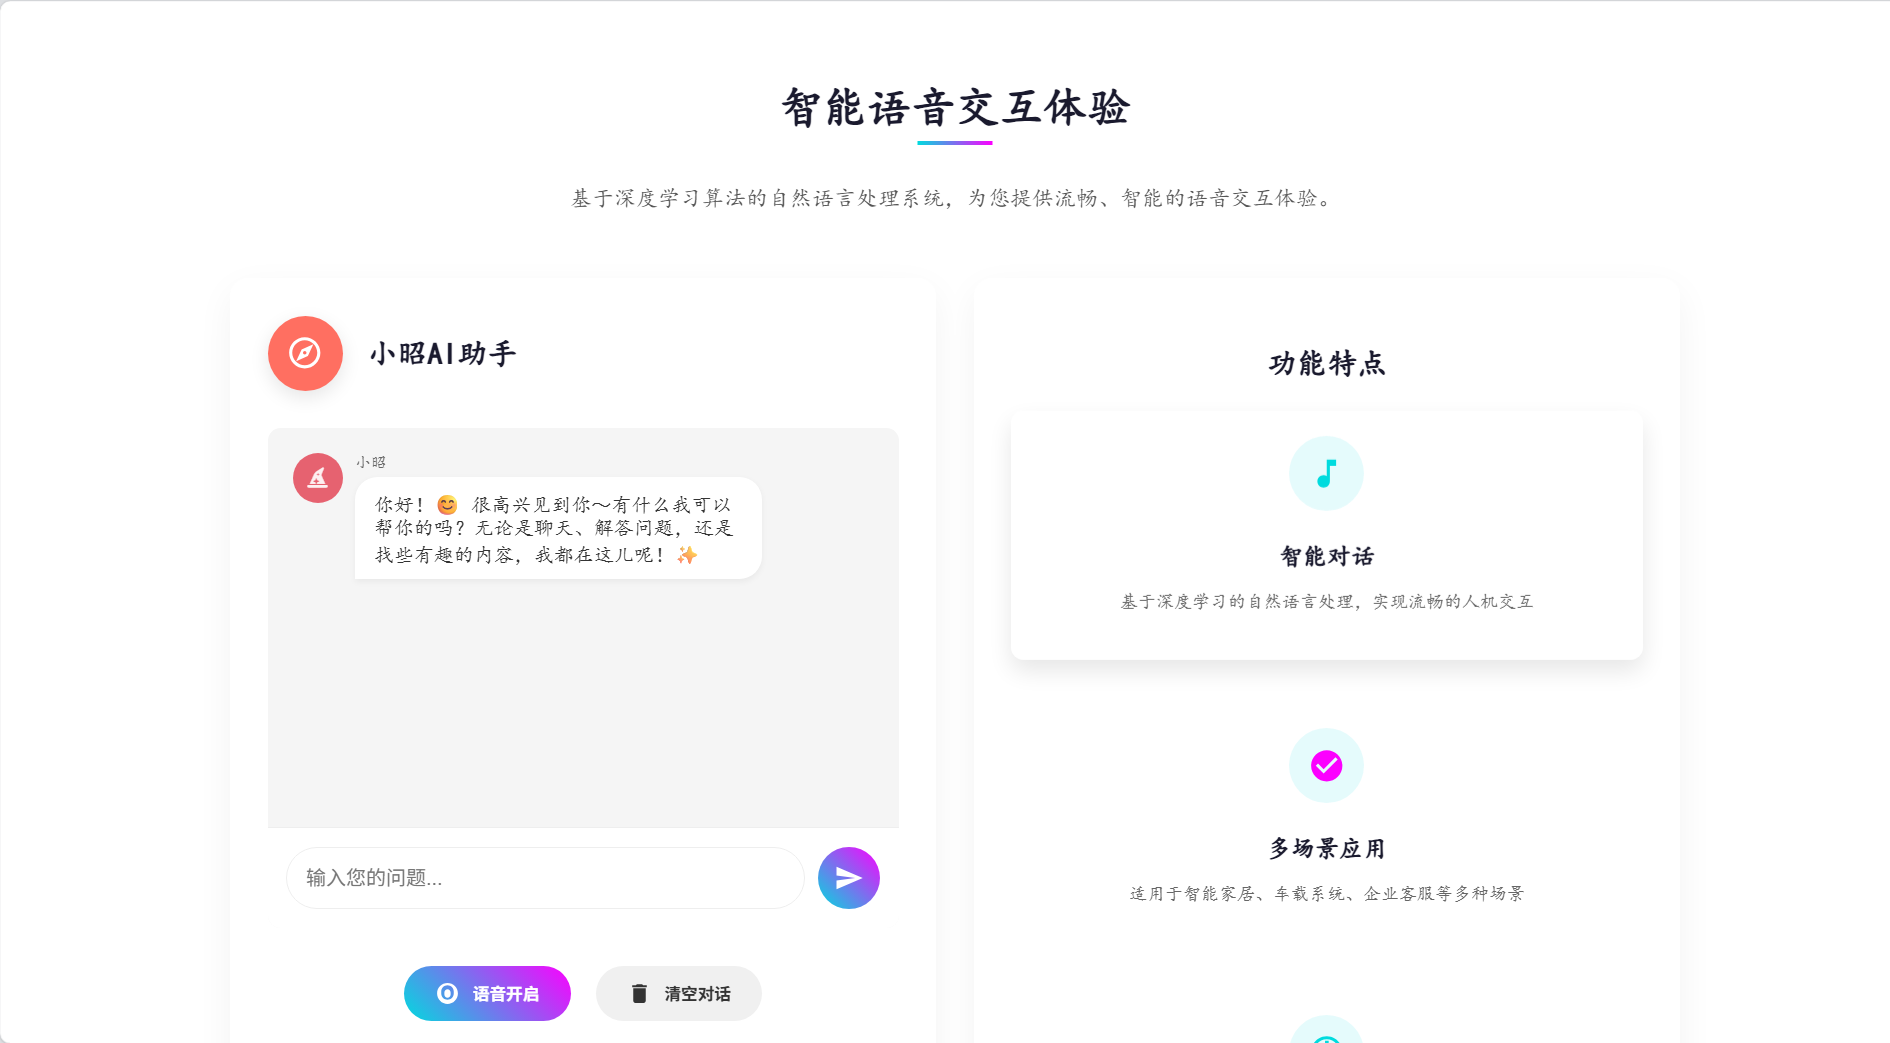 智能语音交互体验
基于深度学习算法的自然语言处理系统，为您提供流畅、智能的语音交互体验。
小昭AI助手
小昭
你好！😊 很高兴见到你～有什么我可以
帮你的吗？无论是聊天、解答问题，还是
找些有趣的内容，我都在这儿呢！✨
输入您的问题...
语音开启
清空对话
功能特点
智能对话
基于深度学习的自然语言处理，实现流畅的人机交互
多场景应用
适用于智能家居、车载系统、企业客服等多种场景